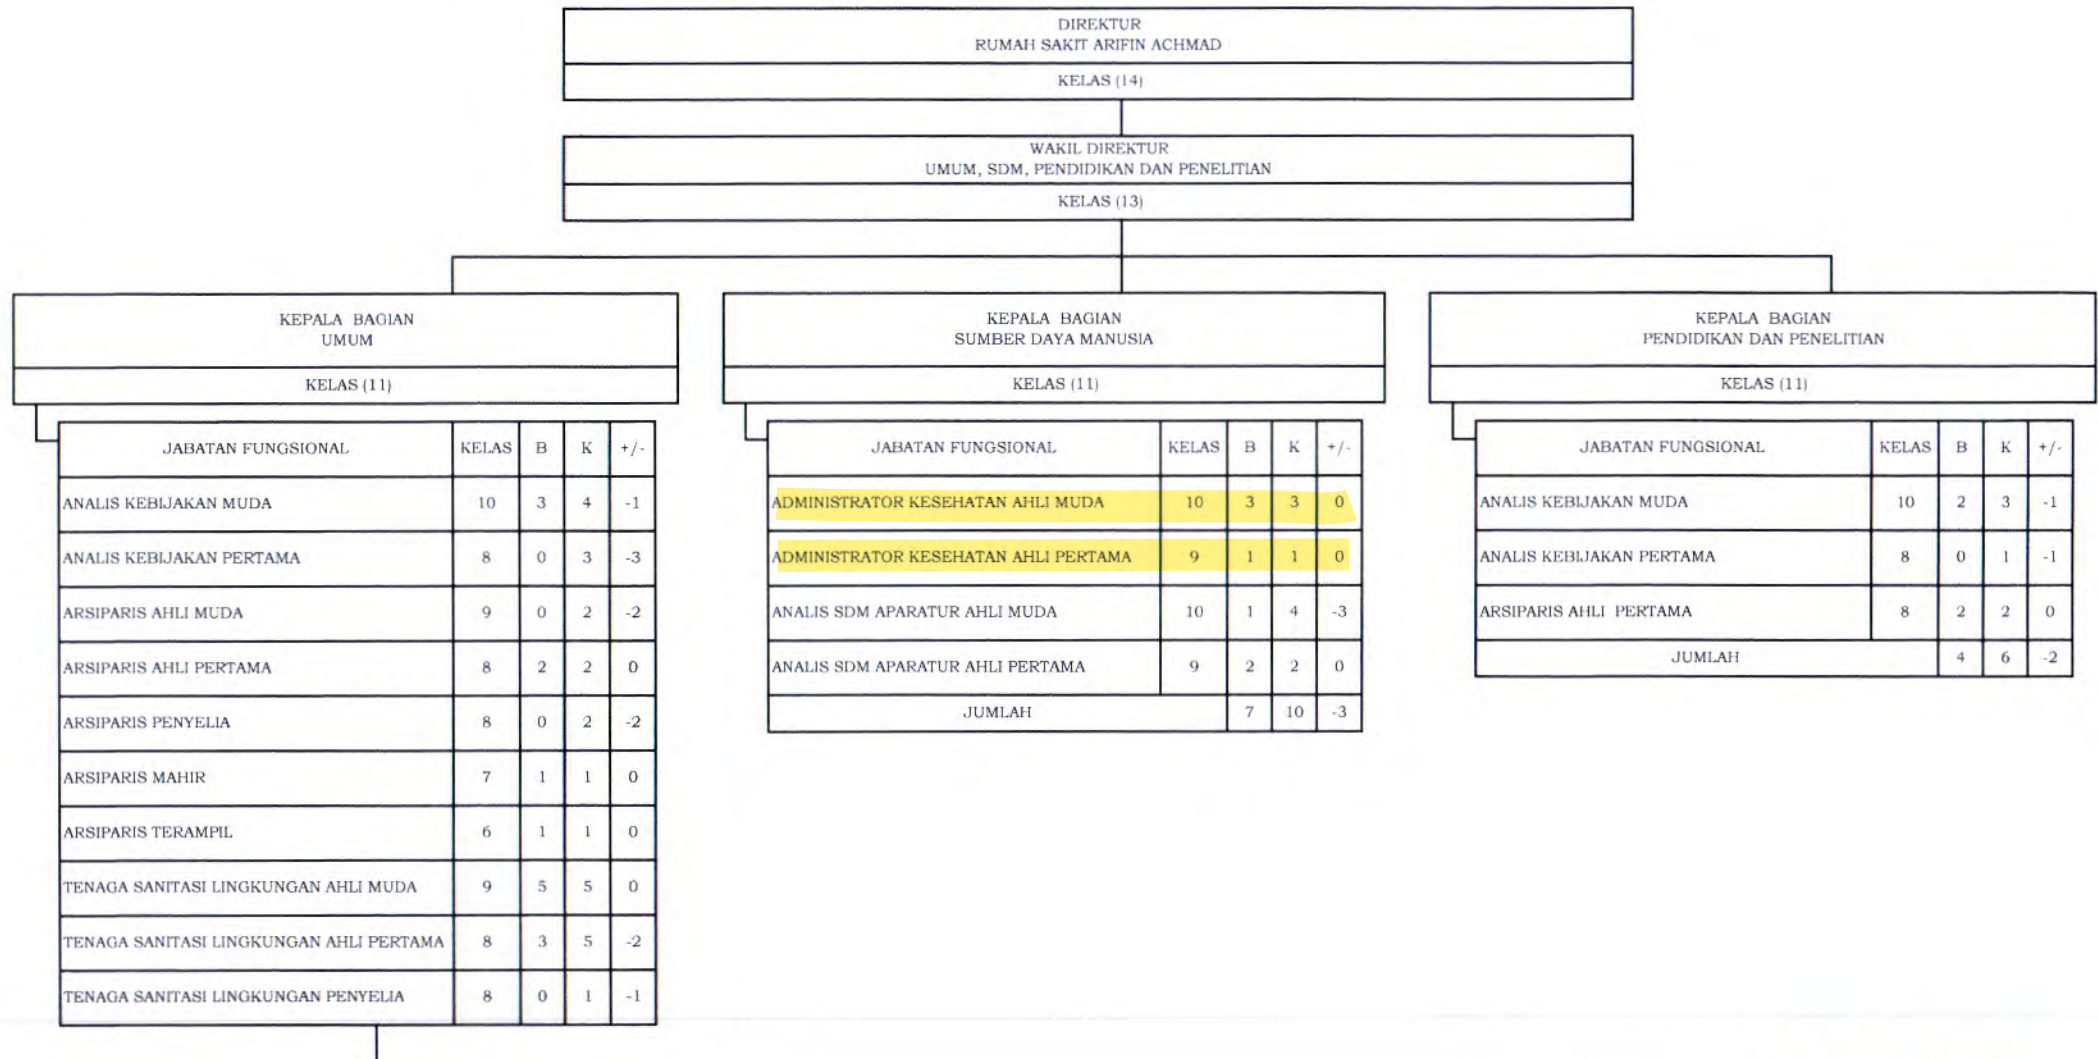 DIREKTUR
RUMAH SAKIT ARIFIN ACHMAD
KELAS (14)
WAKIL DIREKTUR
UMUM, SDM, PENDIDIKAN DAN PENELITIAN
KELAS (13)
KEPALA BAGIAN
UMUM
KELAS (11)
JABATAN FUNGSIONAL KELAS B K +/-
ANALIS KEBIJAKAN MUDA 10 3 4 -1
ANALIS KEBIJAKAN PERTAMA 8 0 3 -3
ARSIPARIS AHLI MUDA 9 0 2 -2
ARSIPARIS AHLI PERTAMA 8 2 2 0
ARSIPARIS PENYELIA 8 0 2 -2
ARSIPARIS MAHIR 7 1 1 0
ARSIPARIS TERAMPIL 6 1 1 0
TENAGA SANITASI LINGKUNGAN AHLI MUDA 9 5 5 0
TENAGA SANITASI LINGKUNGAN AHLI PERTAMA 8 3 5 -2
TENAGA SANITASI LINGKUNGAN PENYELIA 8 0 1 -1
KEPALA BAGIAN
SUMBER DAYA MANUSIA
KELAS (11)
JABATAN FUNGSIONAL KELAS B K +/-
ADMINISTRATOR KESEHATAN AHLI MUDA 10 3 3 0
ADMINISTRATOR KESEHATAN AHLI PERTAMA 9 1 1 0
ANALIS SDM APARATUR AHLI MUDA 10 1 4 -3
ANALIS SDM APARATUR AHLI PERTAMA 9 2 2 0
JUMLAH 7 10 -3
KEPALA BAGIAN
PENDIDIKAN DAN PENELITIAN
KELAS (11)
JABATAN FUNGSIONAL KELAS B K +/-
ANALIS KEBIJAKAN MUDA 10 2 3 -1
ANALIS KEBIJAKAN PERTAMA 8 0 1 -1
ARSIPARIS AHLI PERTAMA 8 2 2 0
JUMLAH 4 6 -2